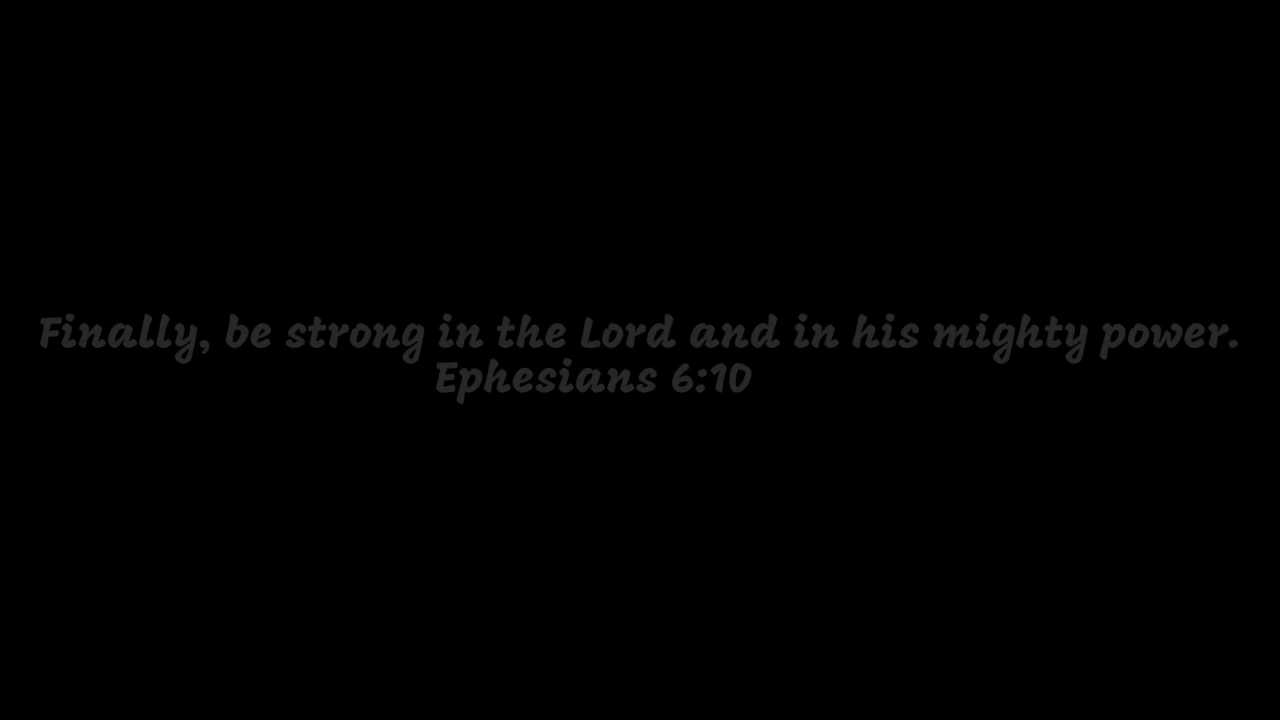 Finally, be strong in the Lord and in his mighty power.
Ephesians 6:10